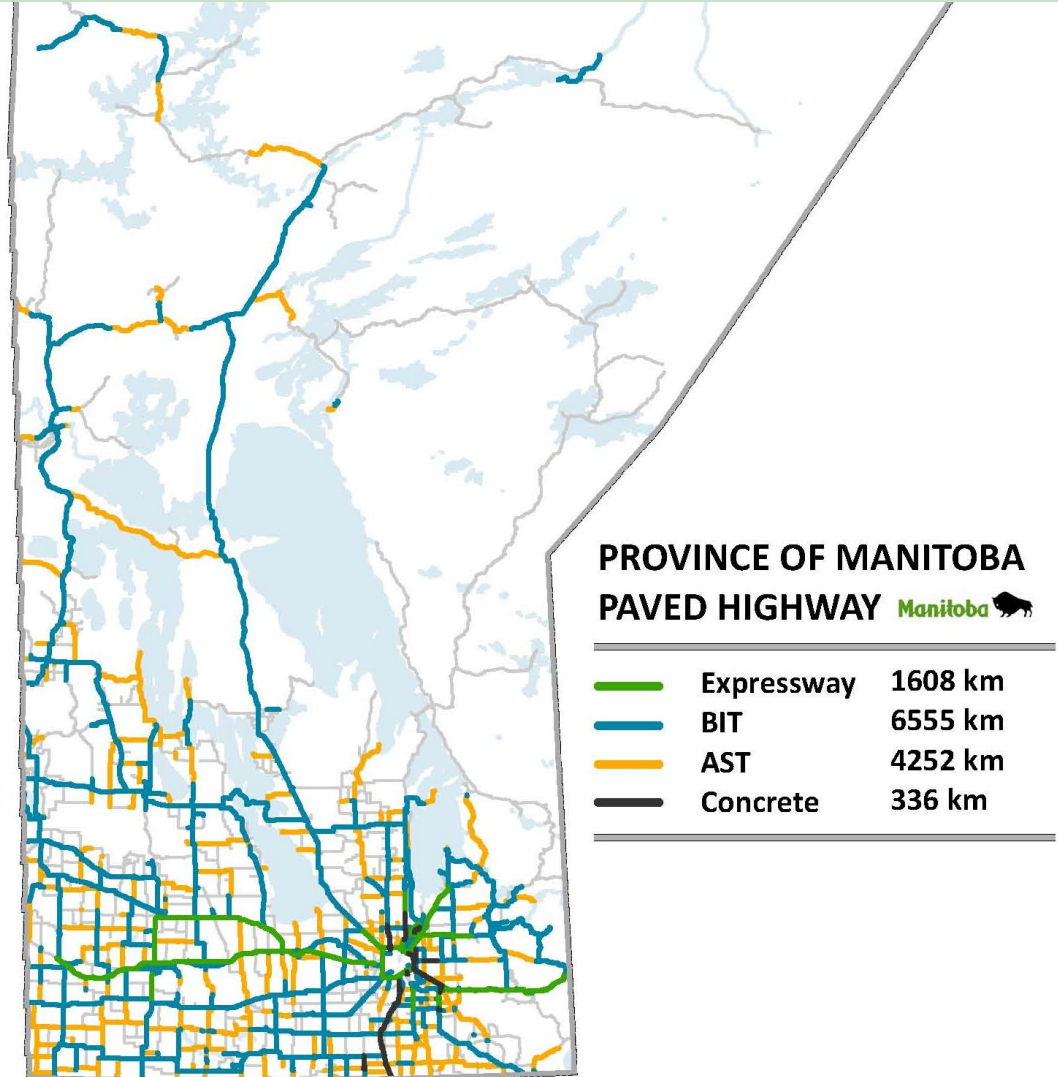 PROVINCE OF MANITOBA
PAVED HIGHWAY Manitoba
Expressway 1608 km
BIT 6555 km
AST 4252 km
Concrete 336 km